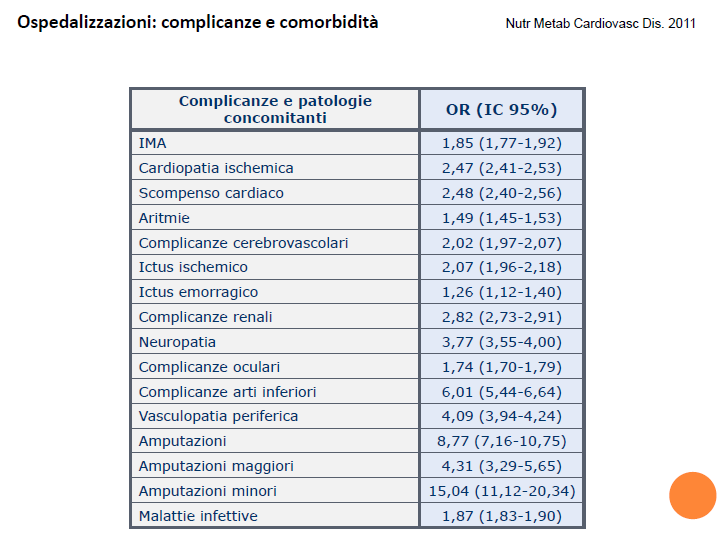 Ospedalizzazioni: complicanze e comorbidità
Nutr Metab Cardiovasc Dis. 2011
Complicanze e patologie
concomitanti
OR (IC 95%)
IMA 1,85 (1,77-1,92)
Cardiopatia ischemica 2,47 (2,41-2,53)
Scompenso cardiaco 2,48 (2,40-2,56)
Aritmie 1,49 (1,45-1,53)
Complicanze cerebrovascolari 2,02 (1,97-2,07)
Ictus ischemico 2,07 (1,96-2,18)
Ictus emorragico 1,26 (1,12-1,40)
Complicanze renali 2,82 (2,73-2,91)
Neuropatia 3,77 (3,55-4,00)
Complicanze oculari 1,74 (1,70-1,79)
Complicanze arti inferiori 6,01 (5,44-6,64)
Vasculopatia periferica 4,09 (3,94-4,24)
Amputazioni 8,77 (7,16-10,75)
Amputazioni maggiori 4,31 (3,29-5,65)
Amputazioni minori 15,04 (11,12-20,34)
Malattie infettive 1,87 (1,83-1,90)